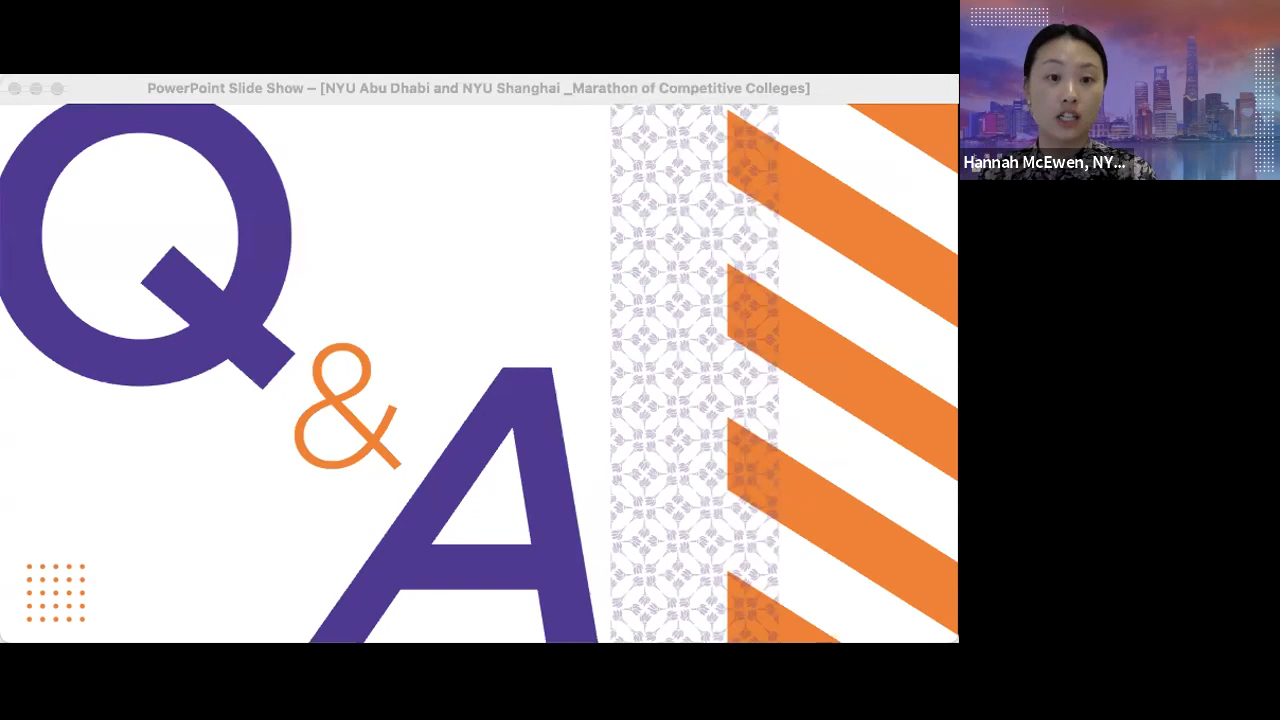 PowerPoint Slide Show – [NYU Abu Dhabi and NYU Shanghai _Marathon of Competitive Colleges]
Hannah McEwen, NY...
Q
&
A